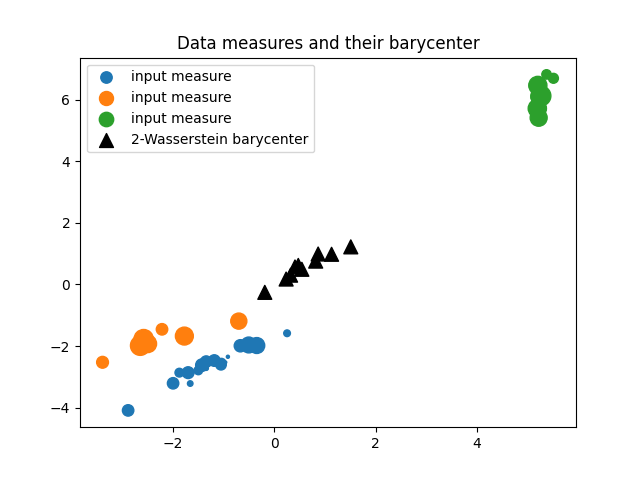 Data measures and their barycenter
input measure
input measure
input measure
2-Wasserstein barycenter
6
4
2
0
−2
−4
−2
0
2
4